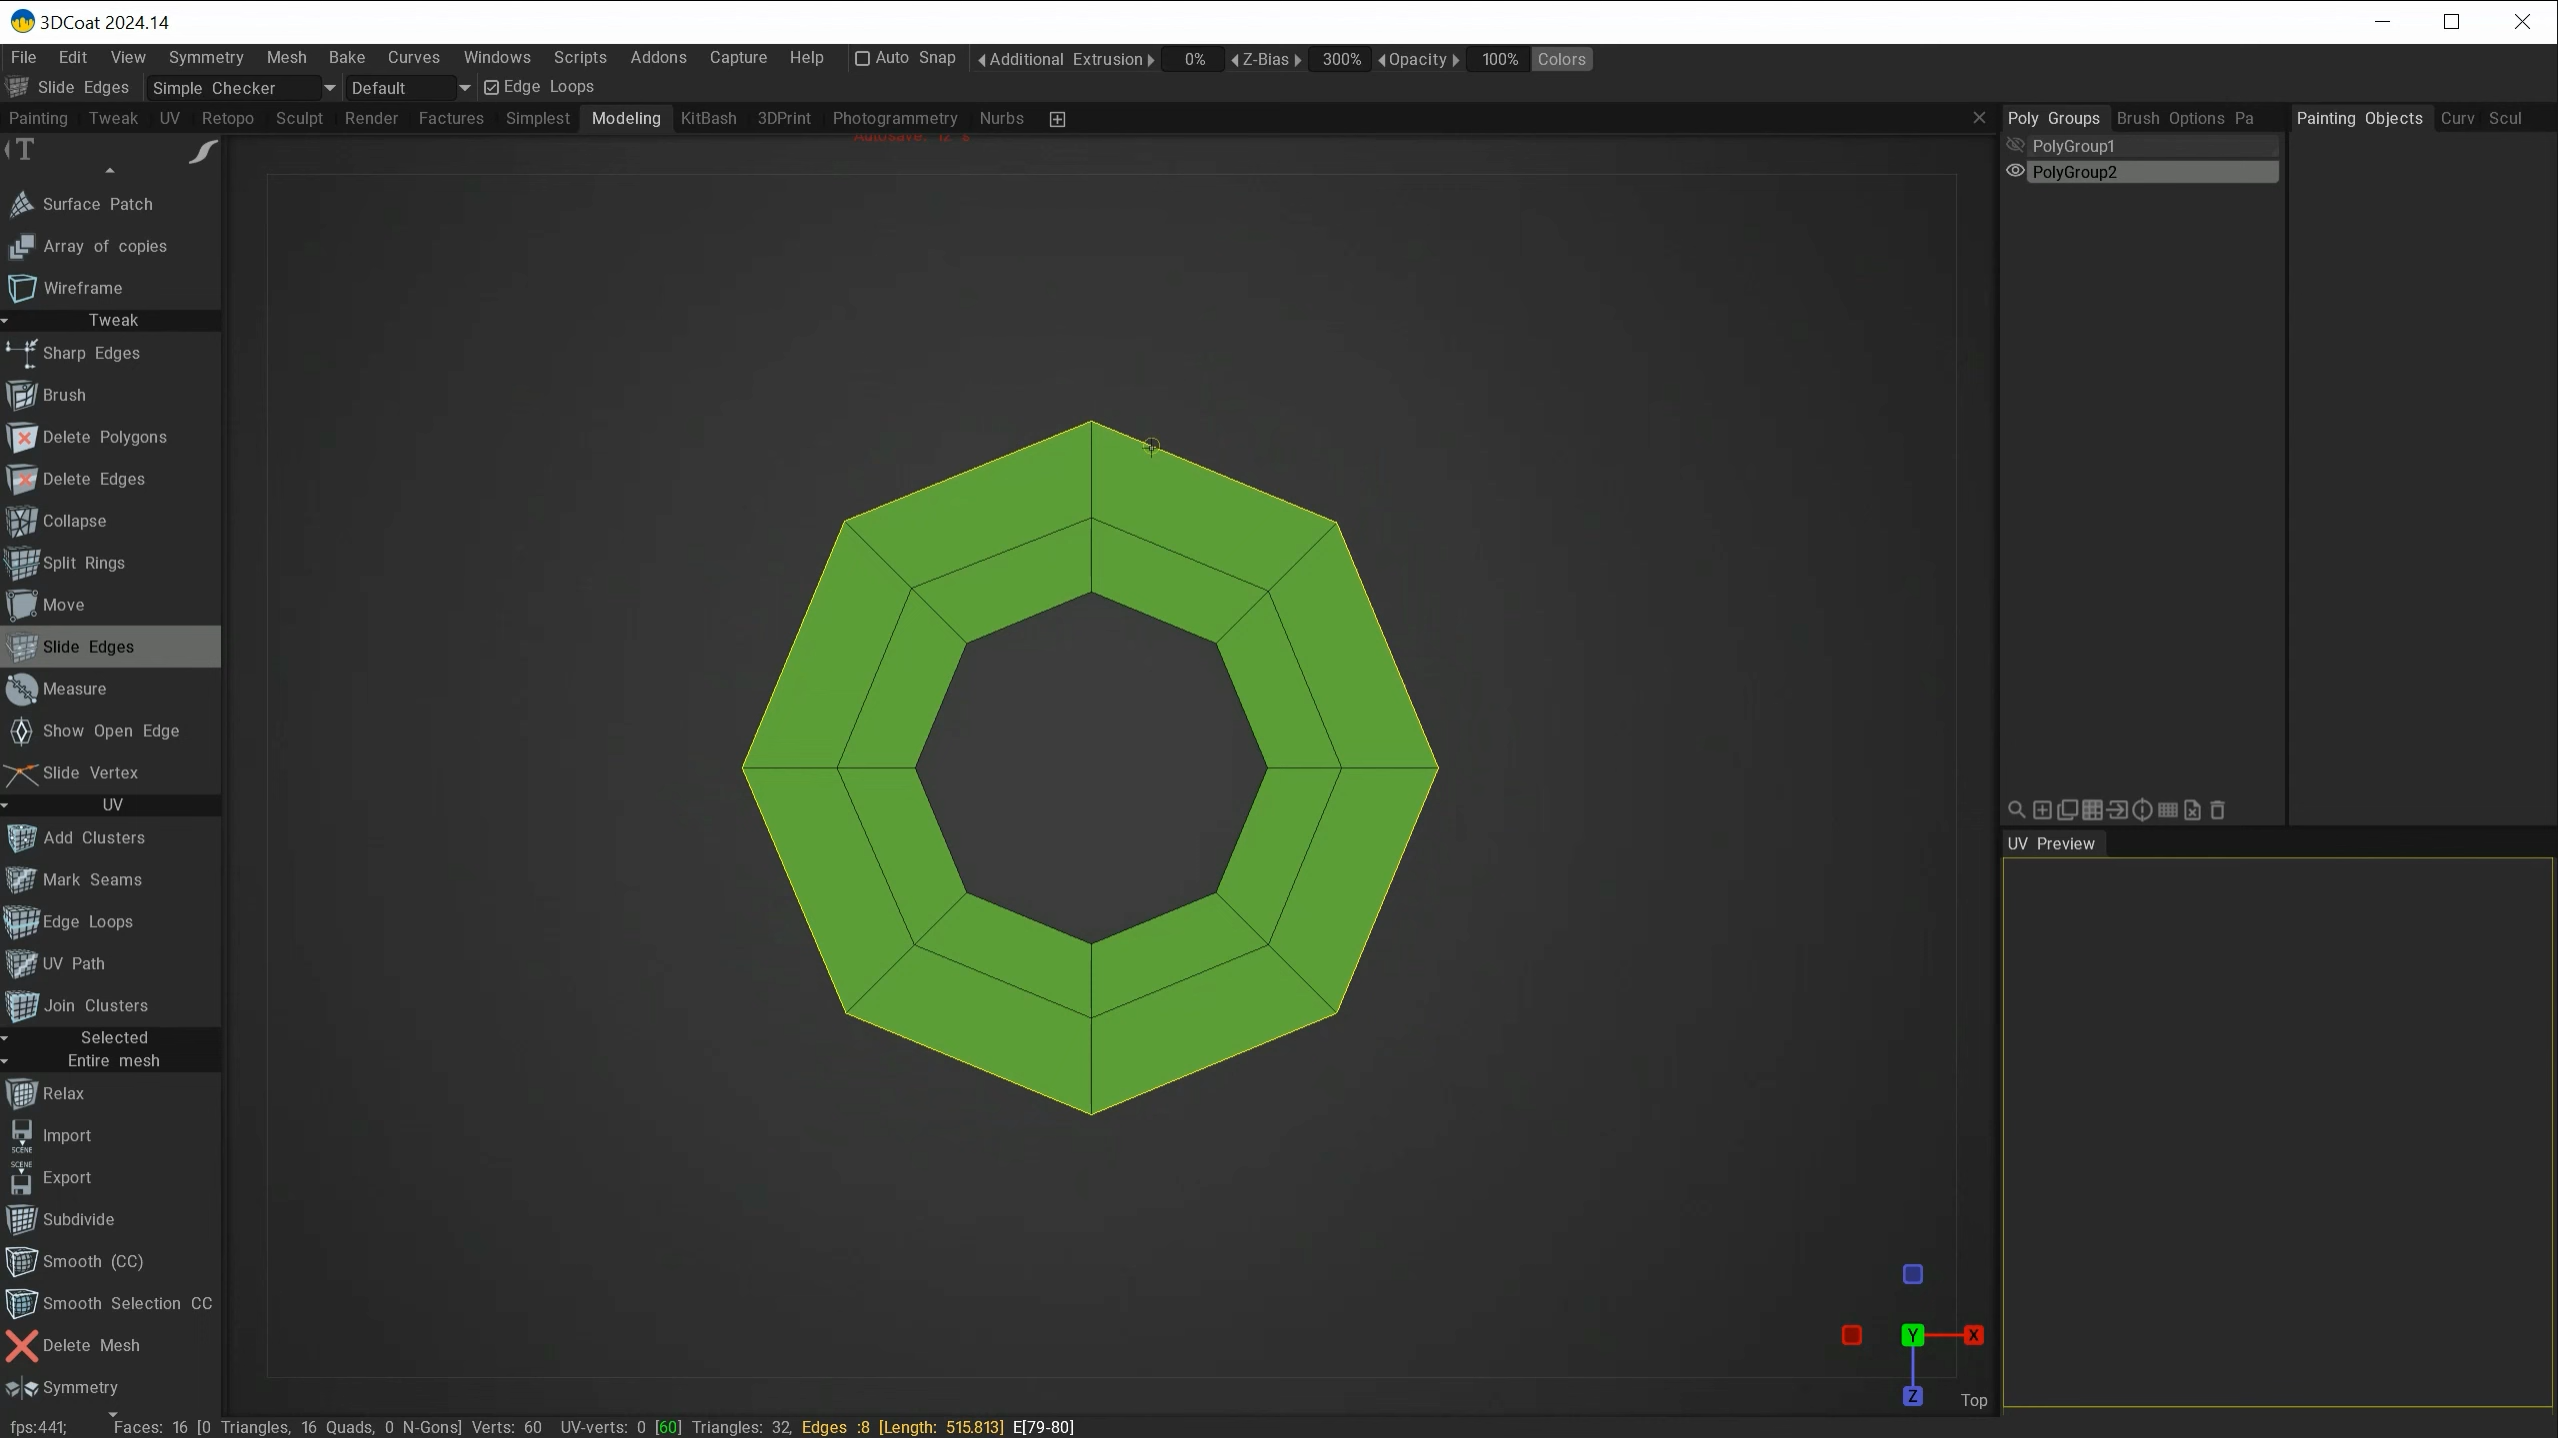 3DCoat 2024.14
File Edit View Symmetry Mesh Bake Curves Windows Scripts Addons Capture Help Auto Snap Additional Extrusion 0% Z-Bias 300% Opacity 100% Colors
Slide Edges Simple Checker Default Edge Loops
Painting Tweak UV Retopo Sculpt Render Factures Simplest Modeling KitBash 3DPrint Photogrammetry Nurbs
Poly Groups Brush Options Pa
Painting Objects Curv Scul
Autosave: 12 s
PolyGroup1
PolyGroup2
T
Surface Patch
Array of copies
Wireframe
Tweak
Sharp Edges
Brush
Delete Polygons
Delete Edges
Collapse
Split Rings
Move
Slide Edges
Measure
Show Open Edge
Slide Vertex
UV
Add Clusters
Mark Seams
Edge Loops
UV Path
Join Clusters
Selected
Entire mesh
Relax
Import
SCENE
SCENE
Export
Subdivide
Smooth (CC)
Smooth Selection CC
Delete Mesh
Symmetry
UV Preview
Y X
Z
Top
fps:441; Faces: 16 [0 Triangles, 16 Quads, 0 N-Gons] Verts: 60 UV-verts: 0 [60] Triangles: 32, Edges :8 [Length: 515.813] E[79-80]